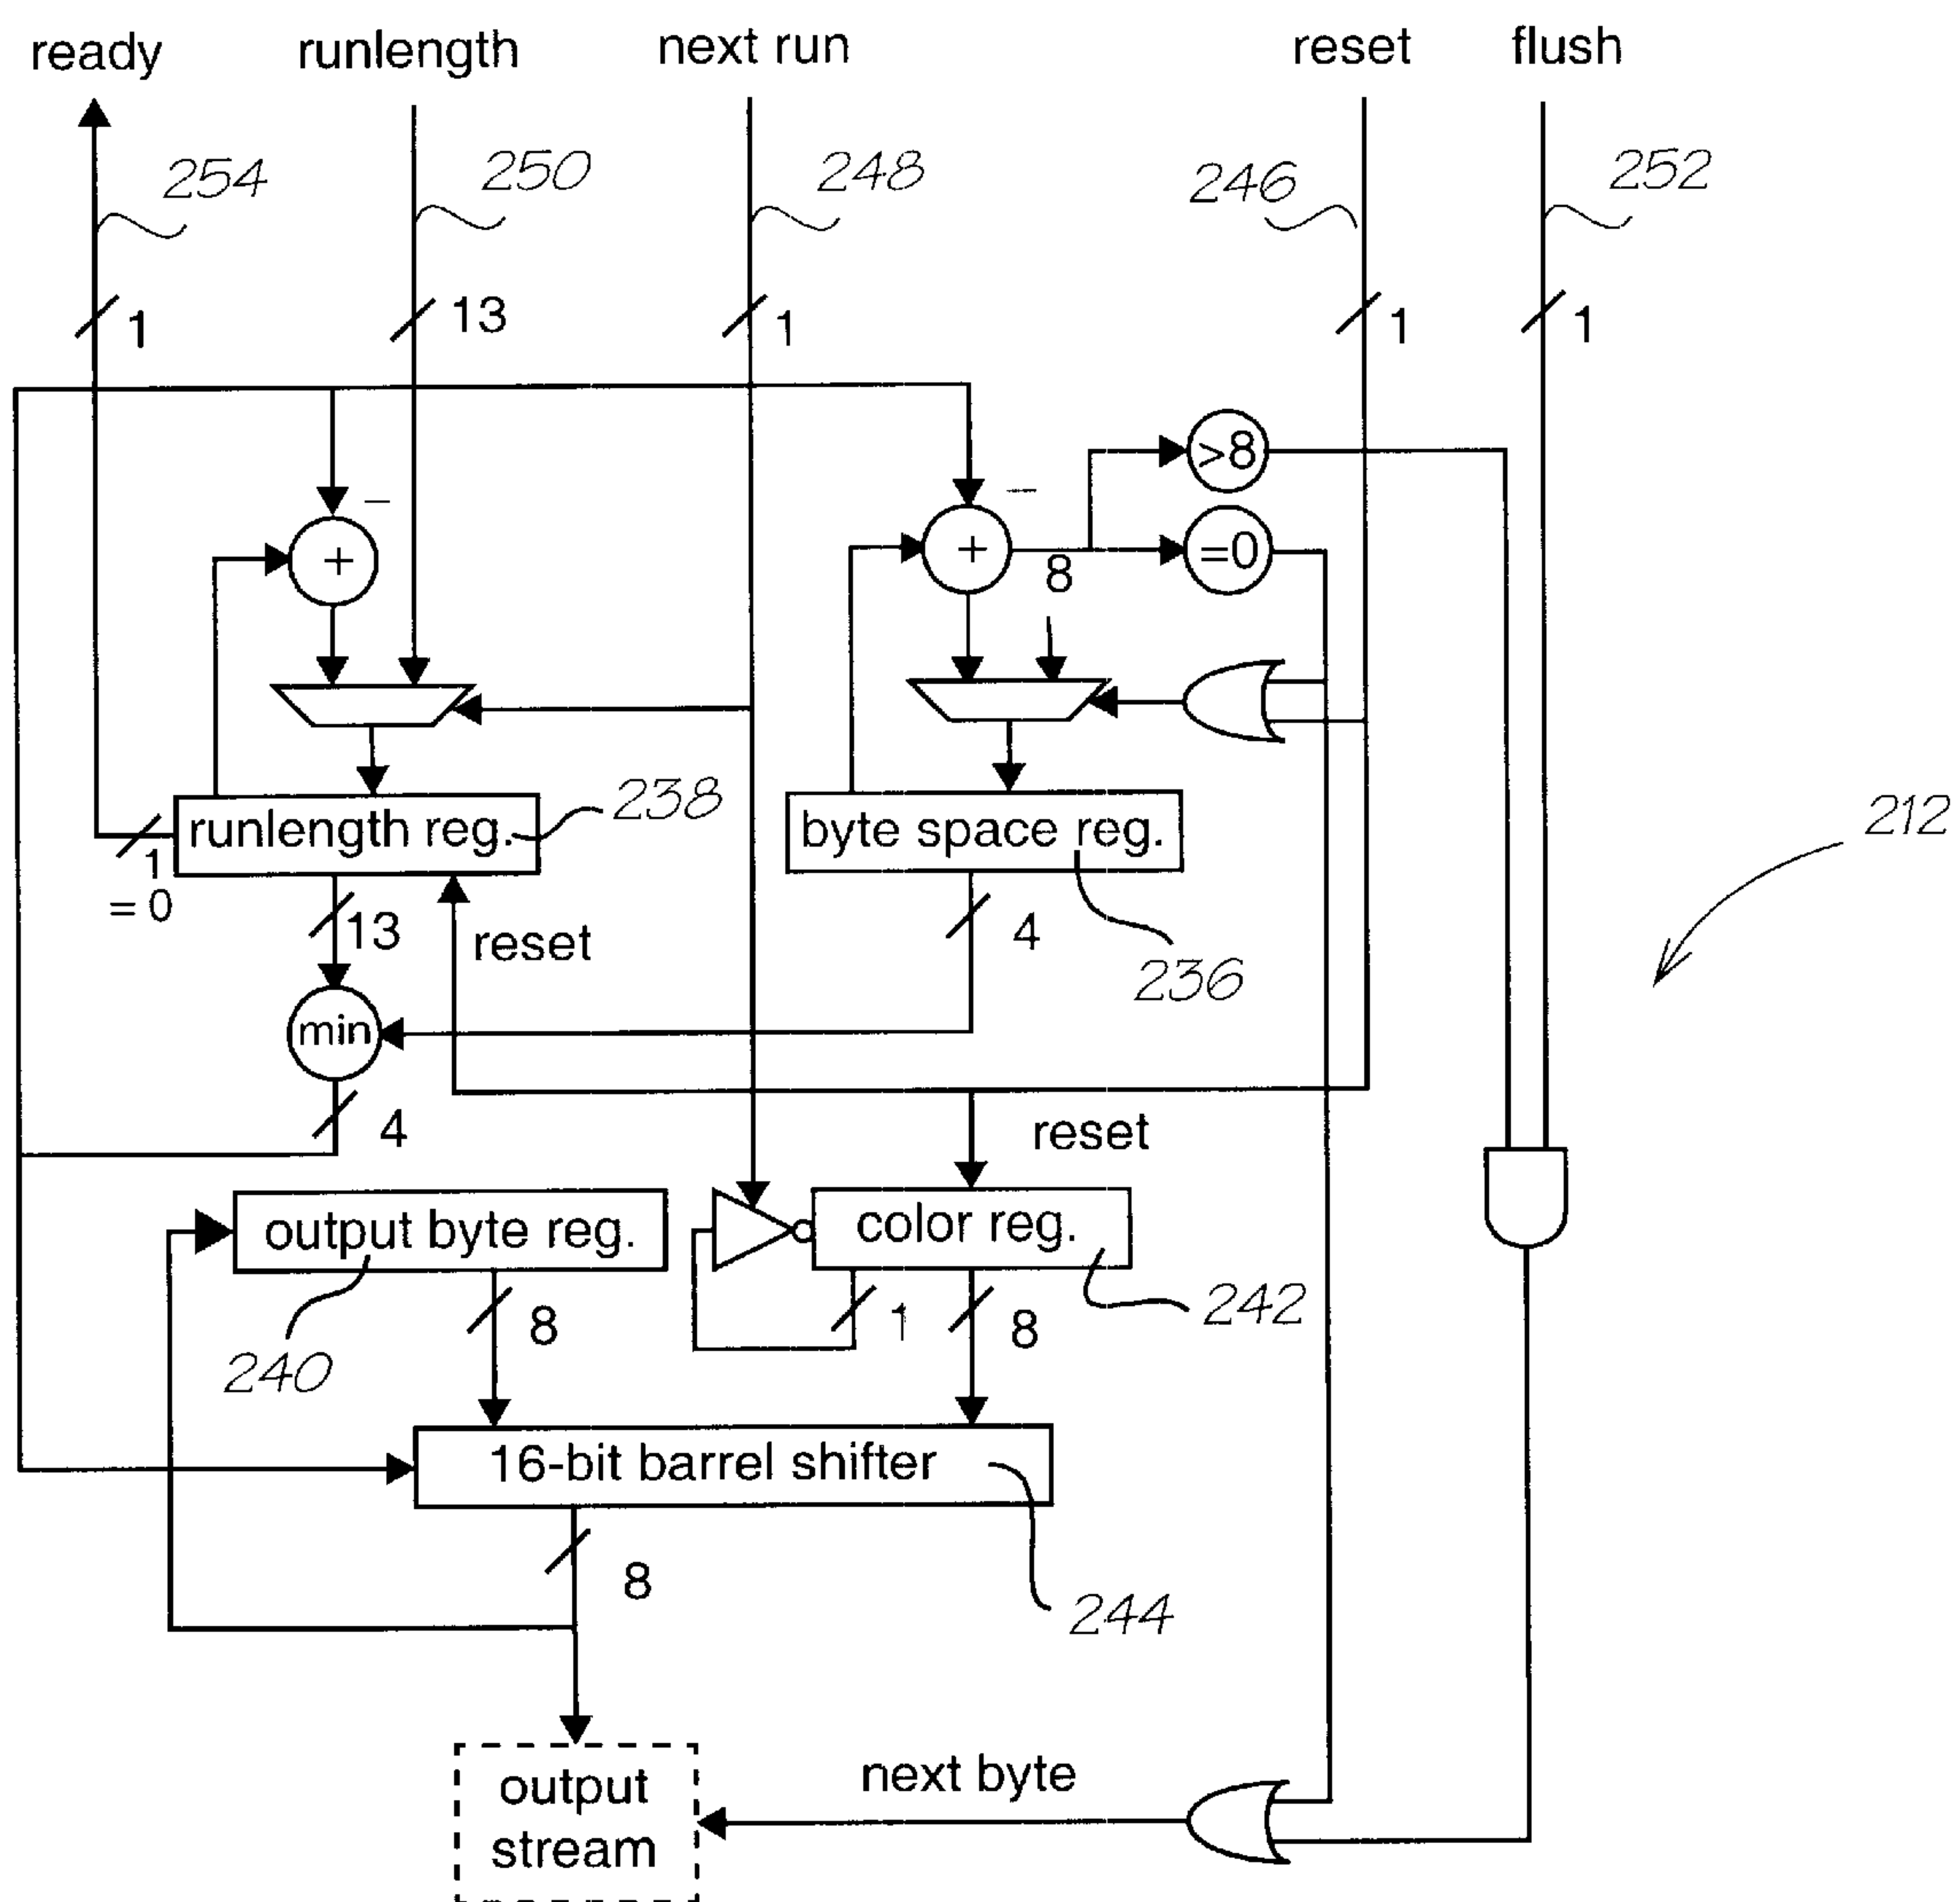 ready runlength next run reset flush
254 250 248 246 252
1 13 1 1 1
>8
–
–
+ + =0
8
238
runlength reg. byte space reg. 212
1
= 0
13 reset 4
236
min
4 reset
output byte reg. color reg.
8 1 8 242
240
16-bit barrel shifter
8
244
output
stream
next byte